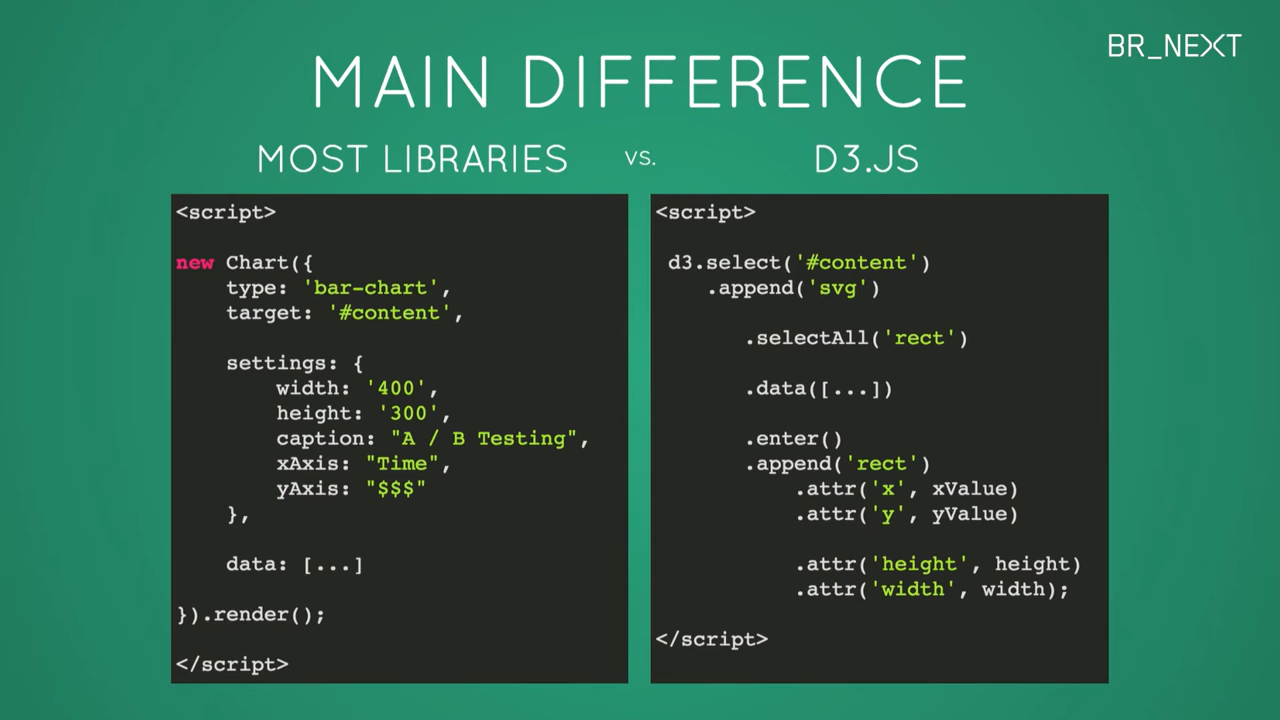 BR_NEXT
MAIN DIFFERENCE
MOST LIBRARIES vs. D3.JS
<script>
new Chart({
type: 'bar-chart',
target: '#content',
settings: {
width: '400',
height: '300',
caption: "A / B Testing",
xAxis: "Time",
yAxis: "$$$"
},
data: [...]
}).render();
</script>
<script>
d3.select('#content')
.append('svg')
.selectAll('rect')
.data([...])
.enter()
.append('rect')
.attr('x', xValue)
.attr('y', yValue)
.attr('height', height)
.attr('width', width);
</script>